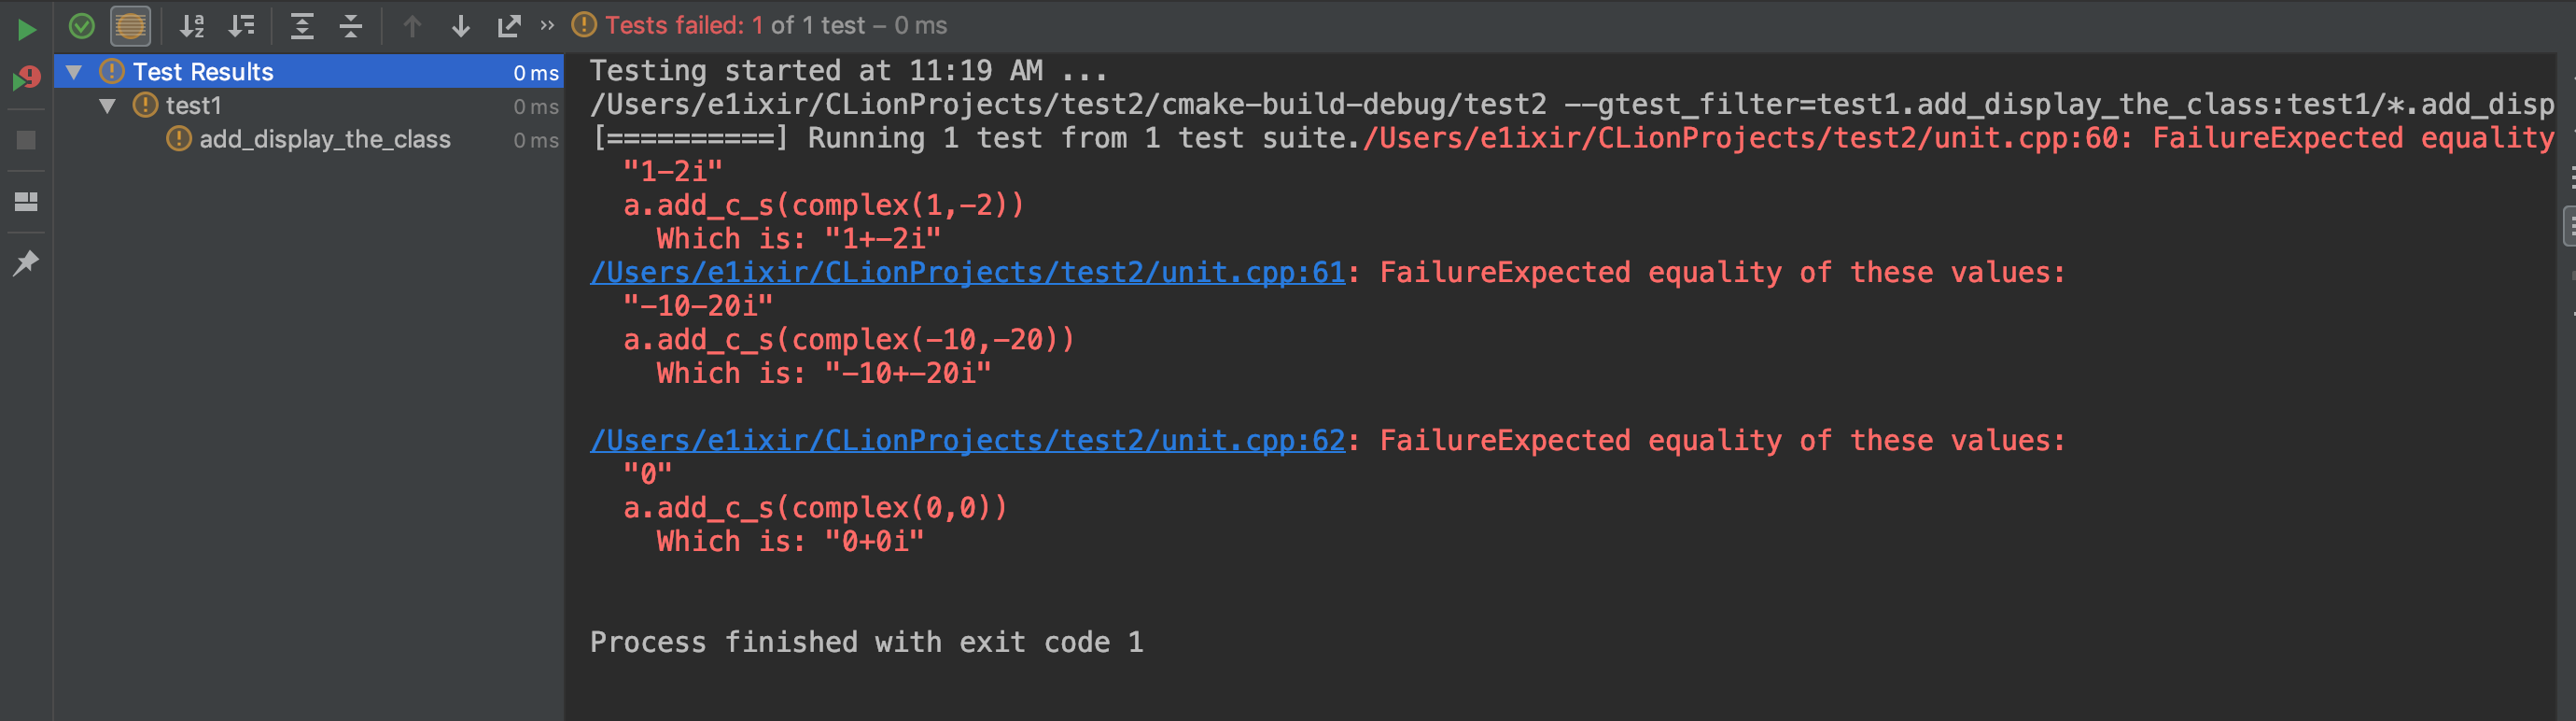 Tests failed: 1 of 1 test – 0 ms
Test Results 0 ms
test1 0 ms
add_display_the_class 0 ms
Testing started at 11:19 AM ...
/Users/e1ixir/CLionProjects/test2/cmake-build-debug/test2 --gtest_filter=test1.add_display_the_class:test1/*.add_disp
[==========] Running 1 test from 1 test suite./Users/e1ixir/CLionProjects/test2/unit.cpp:60: FailureExpected equality
"1-2i"
a.add_c_s(complex(1,-2))
Which is: "1+-2i"
/Users/e1ixir/CLionProjects/test2/unit.cpp:61: FailureExpected equality of these values:
"-10-20i"
a.add_c_s(complex(-10,-20))
Which is: "-10+-20i"
/Users/e1ixir/CLionProjects/test2/unit.cpp:62: FailureExpected equality of these values:
"0"
a.add_c_s(complex(0,0))
Which is: "0+0i"
Process finished with exit code 1